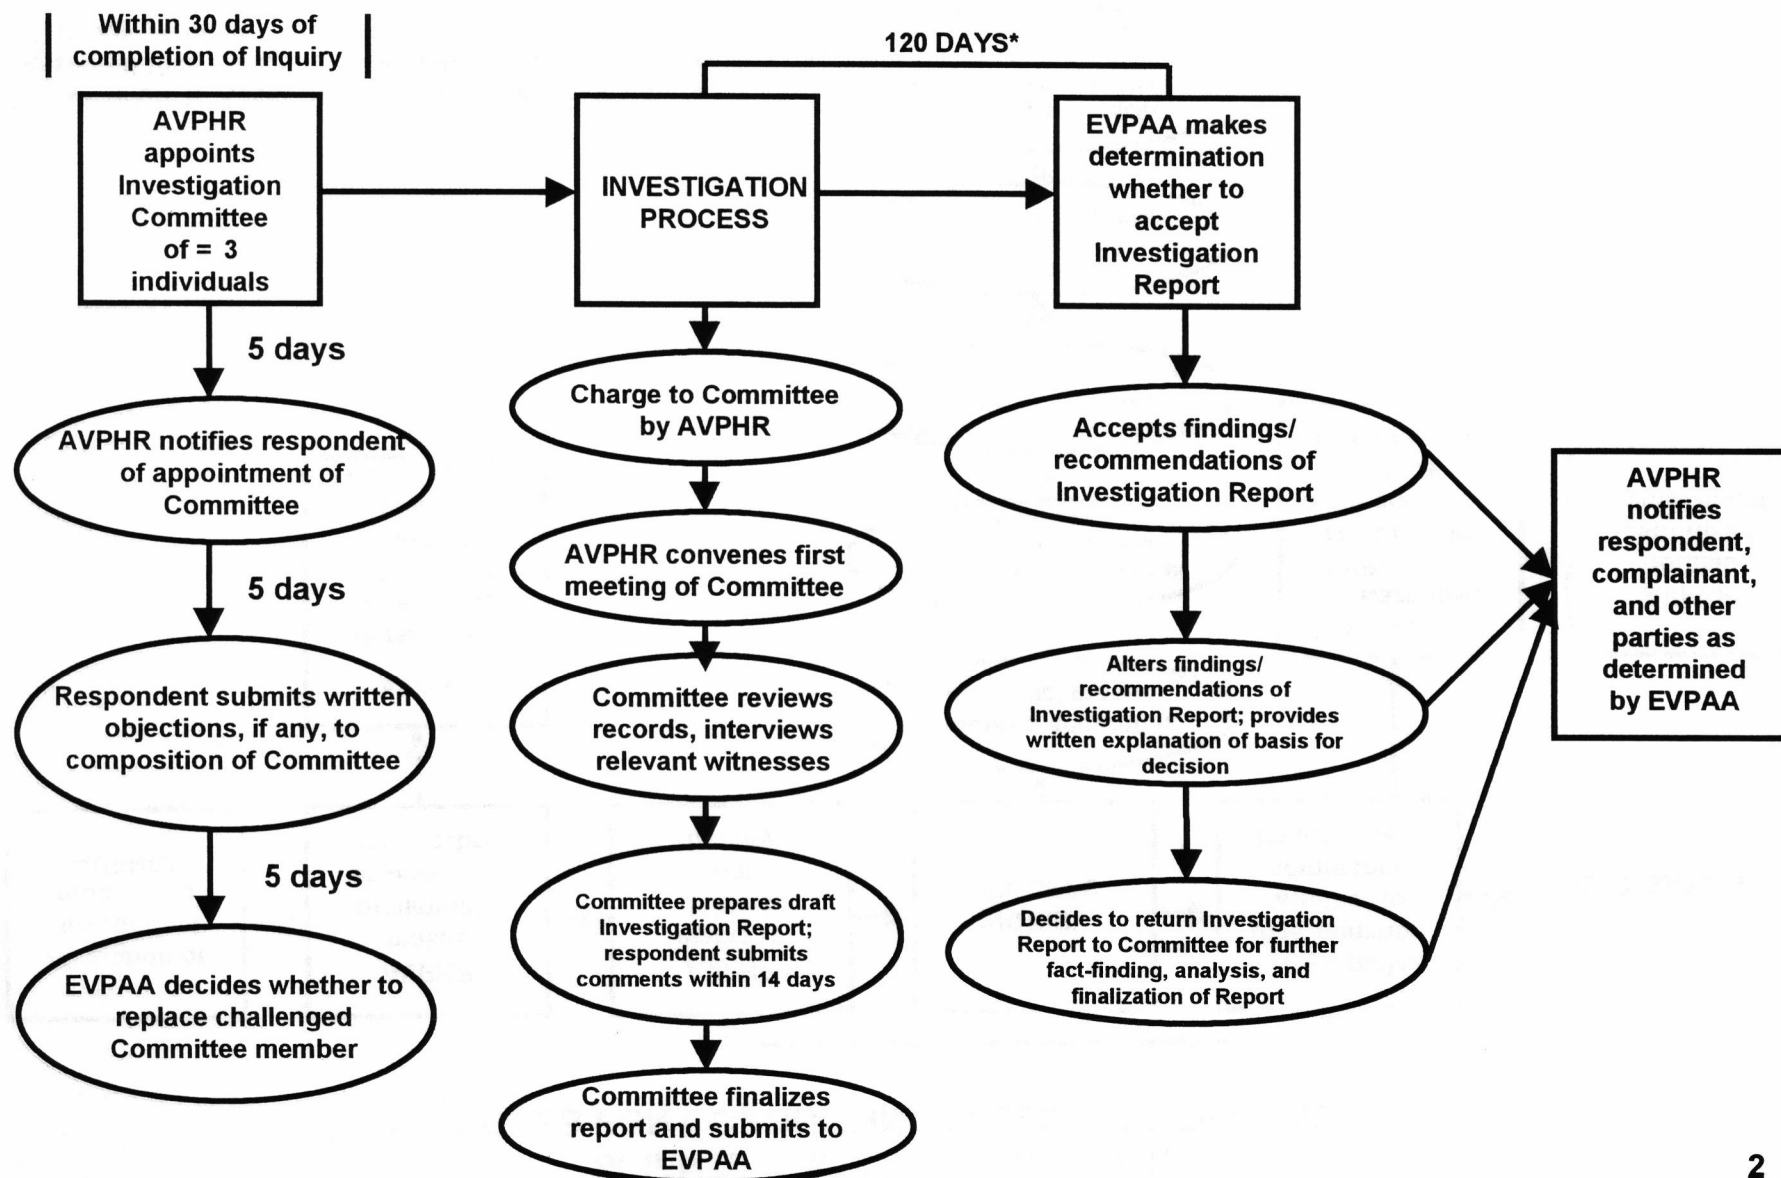 Within 30 days of
completion of Inquiry
120 DAYS*
AVPHR
appoints
Investigation
Committee
of = 3
individuals
INVESTIGATION
PROCESS
EVPAA makes
determination
whether to
accept
Investigation
Report
5 days
AVPHR notifies respondent
of appointment of
Committee
5 days
Respondent submits written
objections, if any, to
composition of Committee
5 days
EVPAA decides whether to
replace challenged
Committee member
Charge to Committee
by AVPHR
AVPHR convenes first
meeting of Committee
Committee reviews
records, interviews
relevant witnesses
Committee prepares draft
Investigation Report;
respondent submits
comments within 14 days
Committee finalizes
report and submits to
EVPAA
Accepts findings/
recommendations of
Investigation Report
Alters findings/
recommendations of
Investigation Report; provides
written explanation of basis for
decision
Decides to return Investigation
Report to Committee for further
fact-finding, analysis, and
finalization of Report
AVPHR
notifies
respondent,
complainant,
and other
parties as
determined
by EVPAA
2